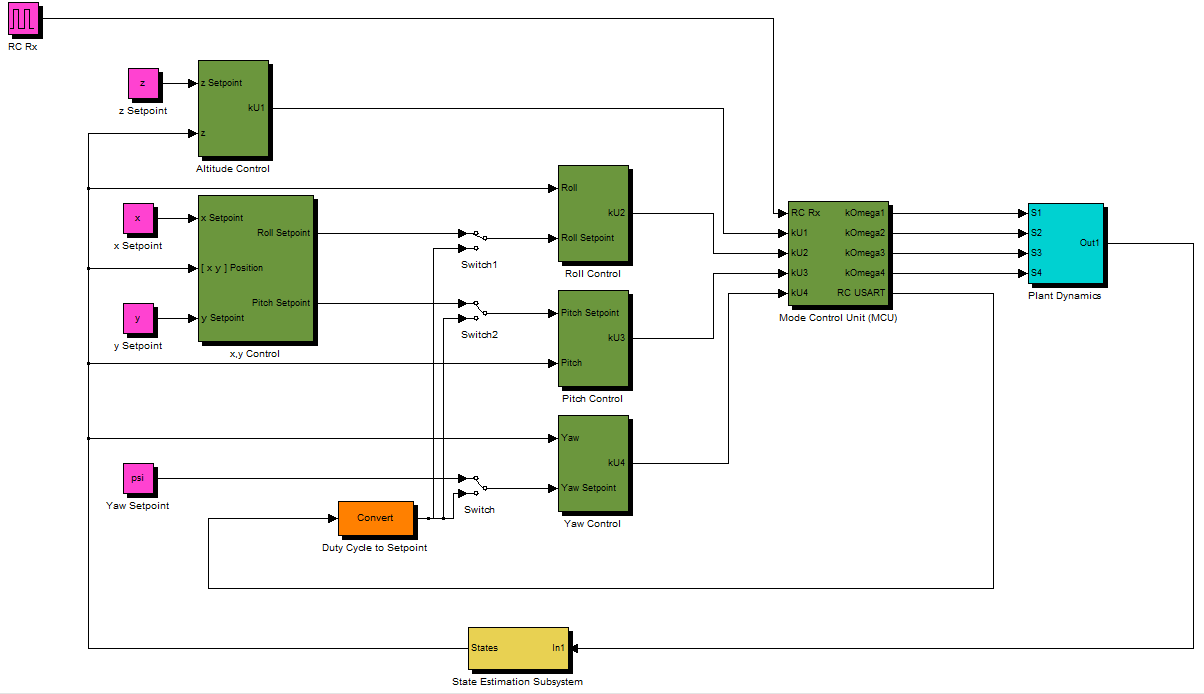 RC Rx
z
z Setpoint
z Setpoint
kU1
z
Altitude Control
x
x Setpoint
x Setpoint
Roll Setpoint
[ x y ] Position
Pitch Setpoint
y Setpoint
x,y Control
y
y Setpoint
Switch1
Switch2
Roll
kU2
Roll Setpoint
Roll Control
Pitch Setpoint
kU3
Pitch
Pitch Control
Yaw
kU4
Yaw Setpoint
Yaw Control
psi
Yaw Setpoint
Switch
Convert
Duty Cycle to Setpoint
RC Rx
kOmega1
kU1
kOmega2
kU2
kOmega3
kU3
kOmega4
kU4
RC USART
Mode Control Unit (MCU)
S1
S2
Out1
S3
S4
Plant Dynamics
States
In1
State Estimation Subsystem